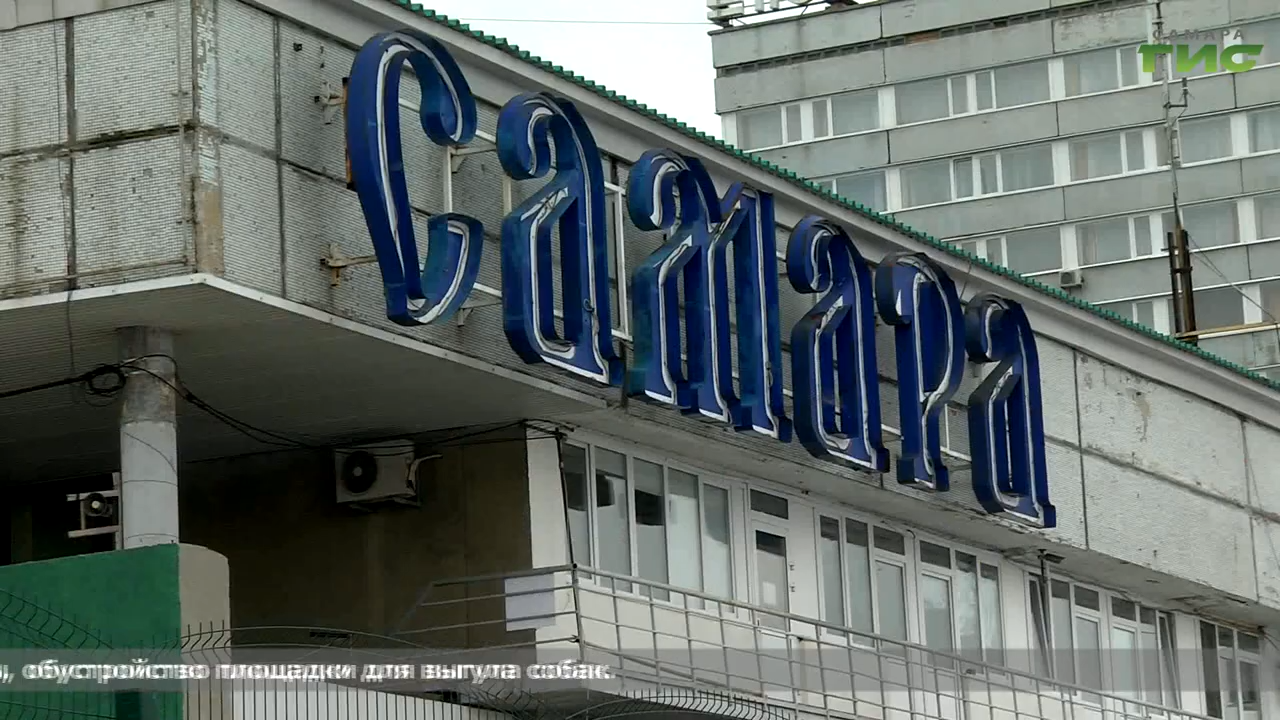 САМАРА
ГИС
Самара
, обустройство площадки для выгула собак.